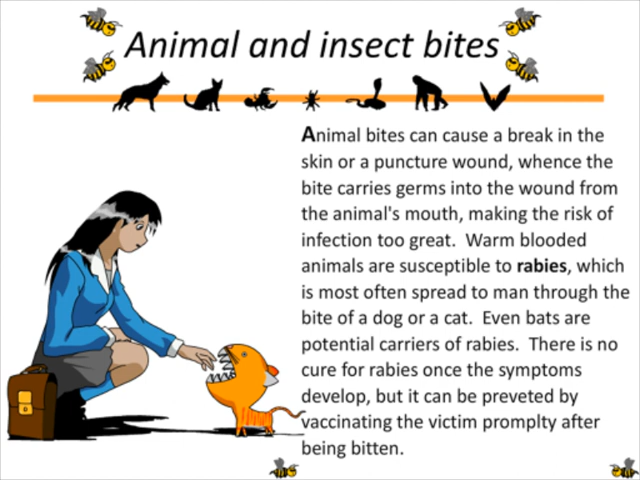 Animal and insect bites
Animal bites can cause a break in the
skin or a puncture wound, whence the
bite carries germs into the wound from
the animal's mouth, making the risk of
infection too great. Warm blooded
animals are susceptible to rabies, which
is most often spread to man through the
bite of a dog or a cat. Even bats are
potential carriers of rabies. There is no
cure for rabies once the symptoms
develop, but it can be preveted by
vaccinating the victim promplty after
being bitten.